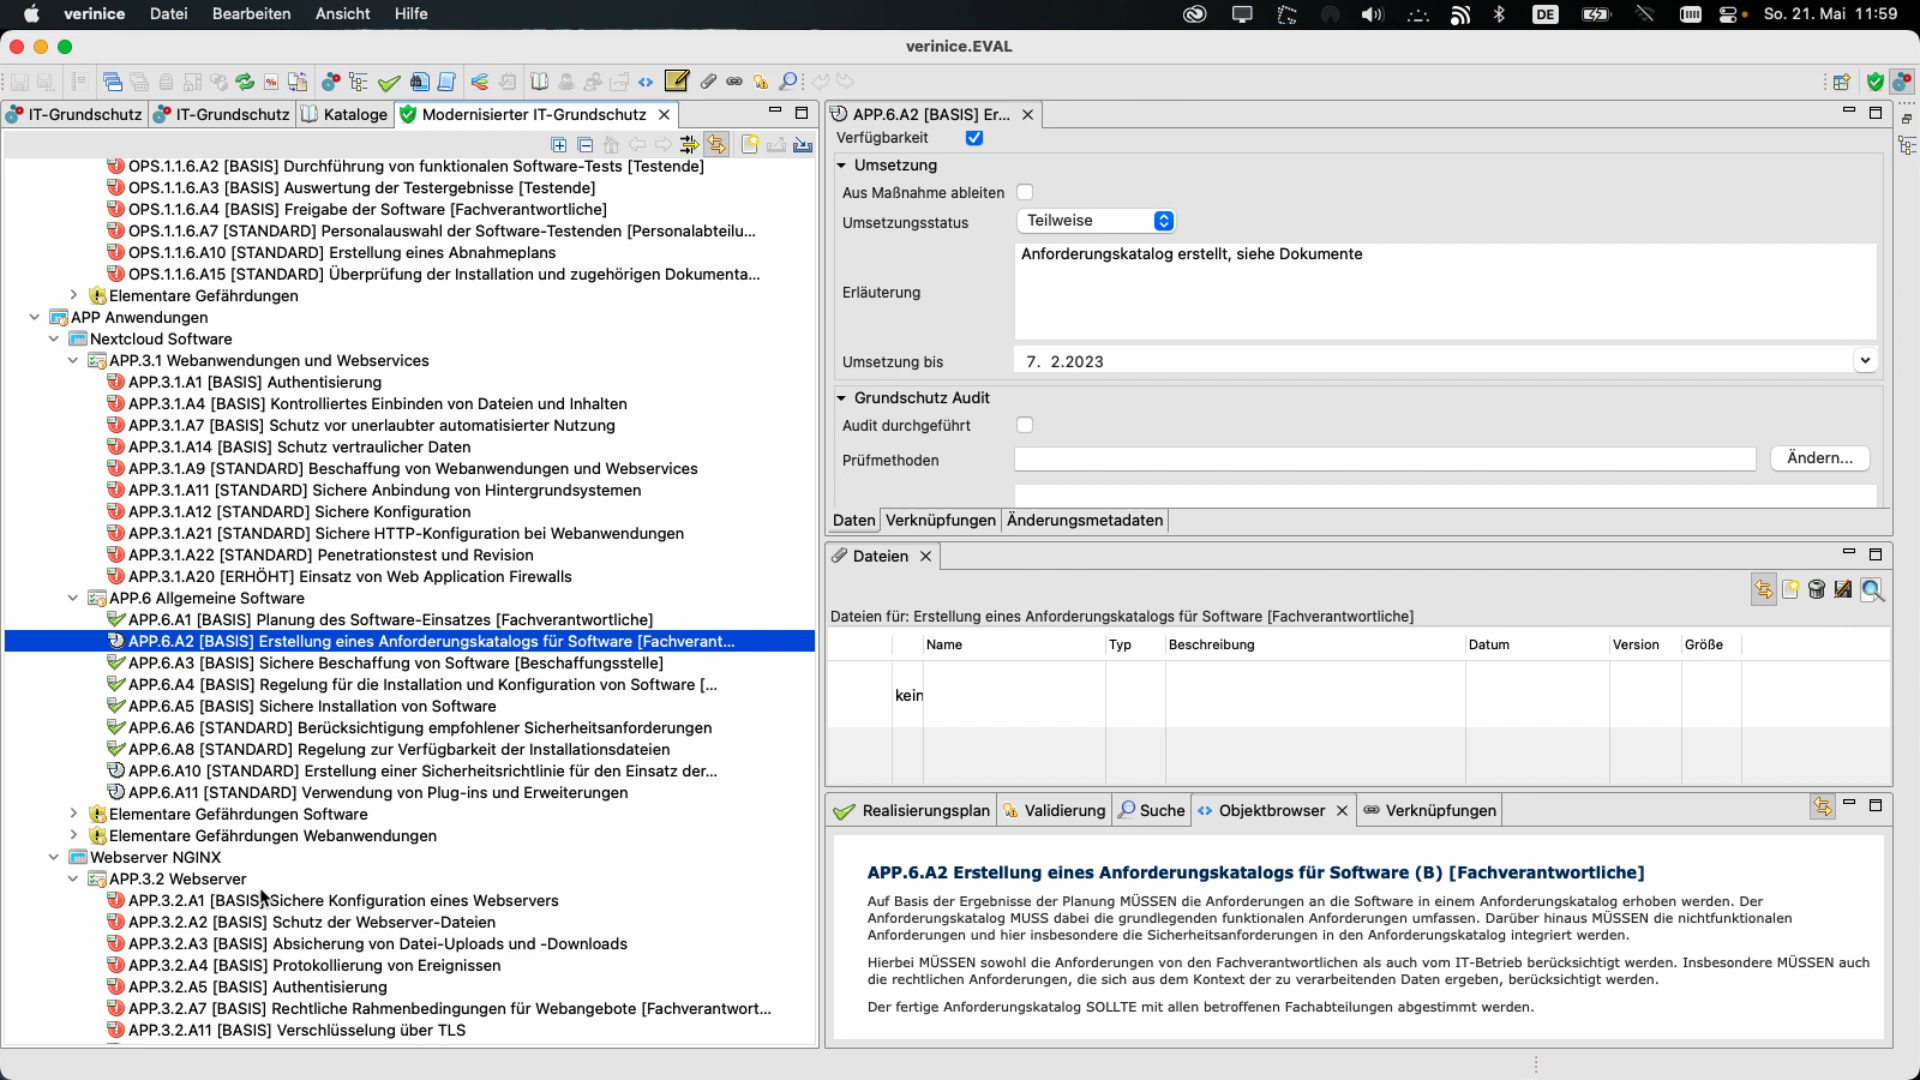 verinice Datei Bearbeiten Ansicht Hilfe DE So. 21. Mai 11:59
verinice.EVAL
IT-Grundschutz IT-Grundschutz Kataloge Modernisierter IT-Grundschutz
OPS.1.1.6.A2 [BASIS] Durchführung von funktionalen Software-Tests [Testende]
OPS.1.1.6.A3 [BASIS] Auswertung der Testergebnisse [Testende]
OPS.1.1.6.A4 [BASIS] Freigabe der Software [Fachverantwortliche]
OPS.1.1.6.A7 [STANDARD] Personalauswahl der Software-Testenden [Personalabteilu...
OPS.1.1.6.A10 [STANDARD] Erstellung eines Abnahmeplans
OPS.1.1.6.A15 [STANDARD] Überprüfung der Installation und zugehörigen Dokumenta...
Elementare Gefährdungen
APP Anwendungen
Nextcloud Software
APP.3.1 Webanwendungen und Webservices
APP.3.1.A1 [BASIS] Authentisierung
APP.3.1.A4 [BASIS] Kontrolliertes Einbinden von Dateien und Inhalten
APP.3.1.A7 [BASIS] Schutz vor unerlaubter automatisierter Nutzung
APP.3.1.A14 [BASIS] Schutz vertraulicher Daten
APP.3.1.A9 [STANDARD] Beschaffung von Webanwendungen und Webservices
APP.3.1.A11 [STANDARD] Sichere Anbindung von Hintergrundsystemen
APP.3.1.A12 [STANDARD] Sichere Konfiguration
APP.3.1.A21 [STANDARD] Sichere HTTP-Konfiguration bei Webanwendungen
APP.3.1.A22 [STANDARD] Penetrationstest und Revision
APP.3.1.A20 [ERHÖHT] Einsatz von Web Application Firewalls
APP.6 Allgemeine Software
APP.6.A1 [BASIS] Planung des Software-Einsatzes [Fachverantwortliche]
APP.6.A2 [BASIS] Erstellung eines Anforderungskatalogs für Software [Fachverant...
APP.6.A3 [BASIS] Sichere Beschaffung von Software [Beschaffungsstelle]
APP.6.A4 [BASIS] Regelung für die Installation und Konfiguration von Software [...
APP.6.A5 [BASIS] Sichere Installation von Software
APP.6.A6 [STANDARD] Berücksichtigung empfohlener Sicherheitsanforderungen
APP.6.A8 [STANDARD] Regelung zur Verfügbarkeit der Installationsdateien
APP.6.A10 [STANDARD] Erstellung einer Sicherheitsrichtlinie für den Einsatz der...
APP.6.A11 [STANDARD] Verwendung von Plug-ins und Erweiterungen
Elementare Gefährdungen Software
Elementare Gefährdungen Webanwendungen
Webserver NGINX
APP.3.2 Webserver
APP.3.2.A1 [BASIS] Sichere Konfiguration eines Webservers
APP.3.2.A2 [BASIS] Schutz der Webserver-Dateien
APP.3.2.A3 [BASIS] Absicherung von Datei-Uploads und -Downloads
APP.3.2.A4 [BASIS] Protokollierung von Ereignissen
APP.3.2.A5 [BASIS] Authentisierung
APP.3.2.A7 [BASIS] Rechtliche Rahmenbedingungen für Webangebote [Fachverantwort...
APP.3.2.A11 [BASIS] Verschlüsselung über TLS
APP.6.A2 [BASIS] Er...
Verfügbarkeit
Umsetzung
Aus Maßnahme ableiten
Umsetzungsstatus Teilweise
Anforderungskatalog erstellt, siehe Dokumente
Erläuterung
Umsetzung bis 7. 2.2023
Grundschutz Audit
Audit durchgeführt
Prüfmethoden Ändern...
Daten Verknüpfungen Änderungsmetadaten
Dateien
Dateien für: Erstellung eines Anforderungskatalogs für Software [Fachverantwortliche]
Name Typ Beschreibung Datum Version Größe
kein
Realisierungsplan Validierung Suche Objektbrowser Verknüpfungen
APP.6.A2 Erstellung eines Anforderungskatalogs für Software (B) [Fachverantwortliche]
Auf Basis der Ergebnisse der Planung MÜSSEN die Anforderungen an die Software in einem Anforderungskatalog erhoben werden. Der
Anforderungskatalog MUSS dabei die grundlegenden funktionalen Anforderungen umfassen. Darüber hinaus MÜSSEN die nichtfunktionalen
Anforderungen und hier insbesondere die Sicherheitsanforderungen in den Anforderungskatalog integriert werden.
Hierbei MÜSSEN sowohl die Anforderungen von den Fachverantwortlichen als auch vom IT-Betrieb berücksichtigt werden. Insbesondere MÜSSEN auch
die rechtlichen Anforderungen, die sich aus dem Kontext der zu verarbeitenden Daten ergeben, berücksichtigt werden.
Der fertige Anforderungskatalog SOLLTE mit allen betroffenen Fachabteilungen abgestimmt werden.